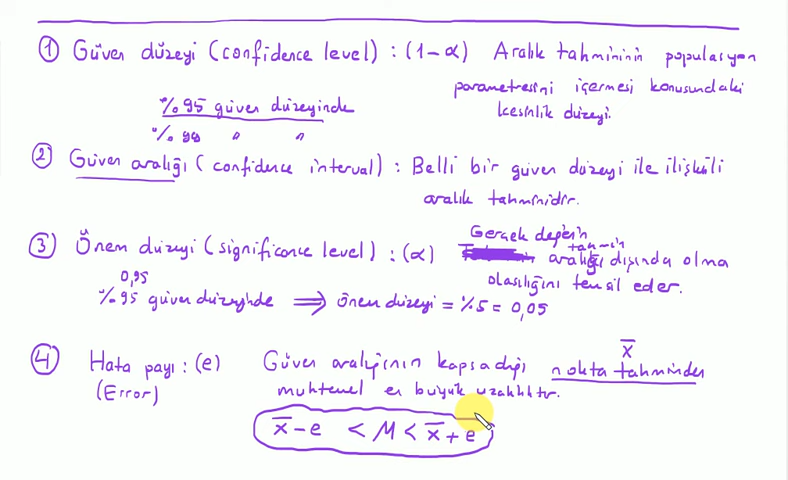 ① Güven düzeyi (confidence level) : (1-α) Aralık tahmininin populasyon
parametresini içermesi konusundaki
kesinlik düzeyi.
%95 güven düzeyinde
%99 " "
② Güven aralığı (confidence interval) : Belli bir güven düzeyi ile ilişkili
aralık tahminidir.
③ Önem düzeyi (significance level) : (α) Gerçek değerin
tahmin
aralığı dışında olma
olasılığını temsil eder.
0,95
%95 güven düzeyinde ⟹ önem düzeyi = %5 = 0,05
④ Hata payı : (e) Güven aralığının kapsadığı nokta tahminden
x̄
(Error) muhtemel en büyük uzaklıktır.
x̄-e < M < x̄+e